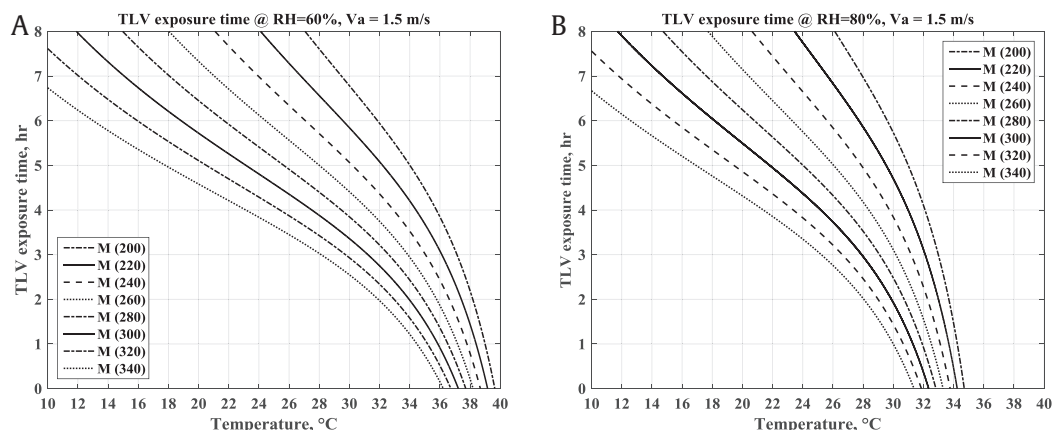 A
TLV exposure time @ RH=60%, Va = 1.5 m/s
8
7
6
5
4
3
2
1
0
TLV exposure time, hr
M (200)
M (220)
M (240)
M (260)
M (280)
M (300)
M (320)
M (340)
10 12 14 16 18 20 22 24 26 28 30 32 34 36 38 40
Temperature, °C
B
TLV exposure time @ RH=80%, Va = 1.5 m/s
8
7
6
5
4
3
2
1
0
TLV exposure time, hr
M (200)
M (220)
M (240)
M (260)
M (280)
M (300)
M (320)
M (340)
10 12 14 16 18 20 22 24 26 28 30 32 34 36 38 40
Temperature, °C